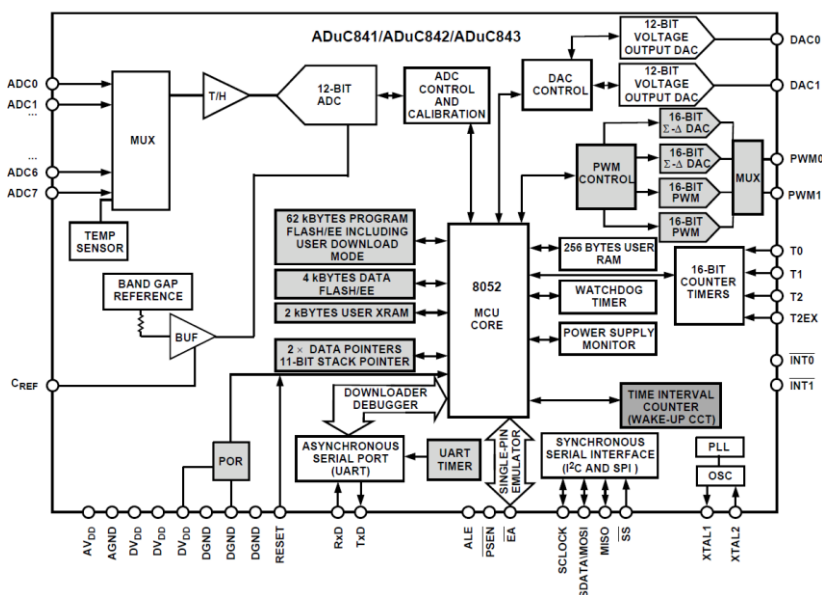 ADuC841/ADuC842/ADuC843
ADC0
ADC1
...
...
ADC6
ADC7
MUX
T/H
12-BIT
ADC
ADC
CONTROL
AND
CALIBRATION
DAC
CONTROL
12-BIT
VOLTAGE
OUTPUT DAC
12-BIT
VOLTAGE
OUTPUT DAC
DAC0
DAC1
PWM
CONTROL
16-BIT
Σ-Δ DAC
16-BIT
Σ-Δ DAC
16-BIT
PWM
16-BIT
PWM
MUX
PWM0
PWM1
TEMP
SENSOR
62 kBYTES PROGRAM
FLASH/EE INCLUDING
USER DOWNLOAD
MODE
4 kBYTES DATA
FLASH/EE
2 kBYTES USER XRAM
2 × DATA POINTERS
11-BIT STACK POINTER
8052
MCU
CORE
256 BYTES USER
RAM
WATCHDOG
TIMER
POWER SUPPLY
MONITOR
16-BIT
COUNTER
TIMERS
T0
T1
T2
T2EX
INT0
INT1
BAND GAP
REFERENCE
BUF
CREF
DOWNLOADER
DEBUGGER
TIME INTERVAL
COUNTER
(WAKE-UP CCT)
POR
ASYNCHRONOUS
SERIAL PORT
(UART)
UART
TIMER
SINGLE-PIN
EMULATOR
SYNCHRONOUS
SERIAL INTERFACE
(I²C AND SPI )
PLL
OSC
AVDD
AGND
DVDD
DVDD
DVDD
DGND
DGND
DGND
RESET
RxD
TxD
ALE
PSEN
EA
SCLOCK
SDATA\MOSI
MISO
SS
XTAL1
XTAL2